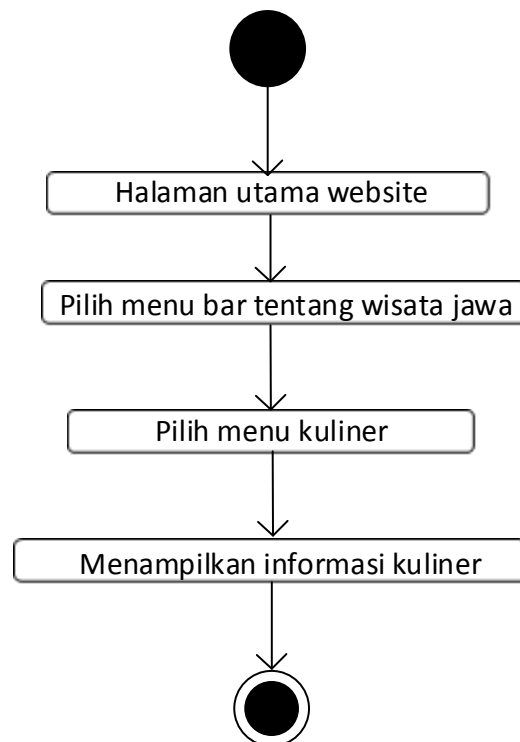 Halaman utama website
Pilih menu bar tentang wisata jawa
Pilih menu kuliner
Menampilkan informasi kuliner